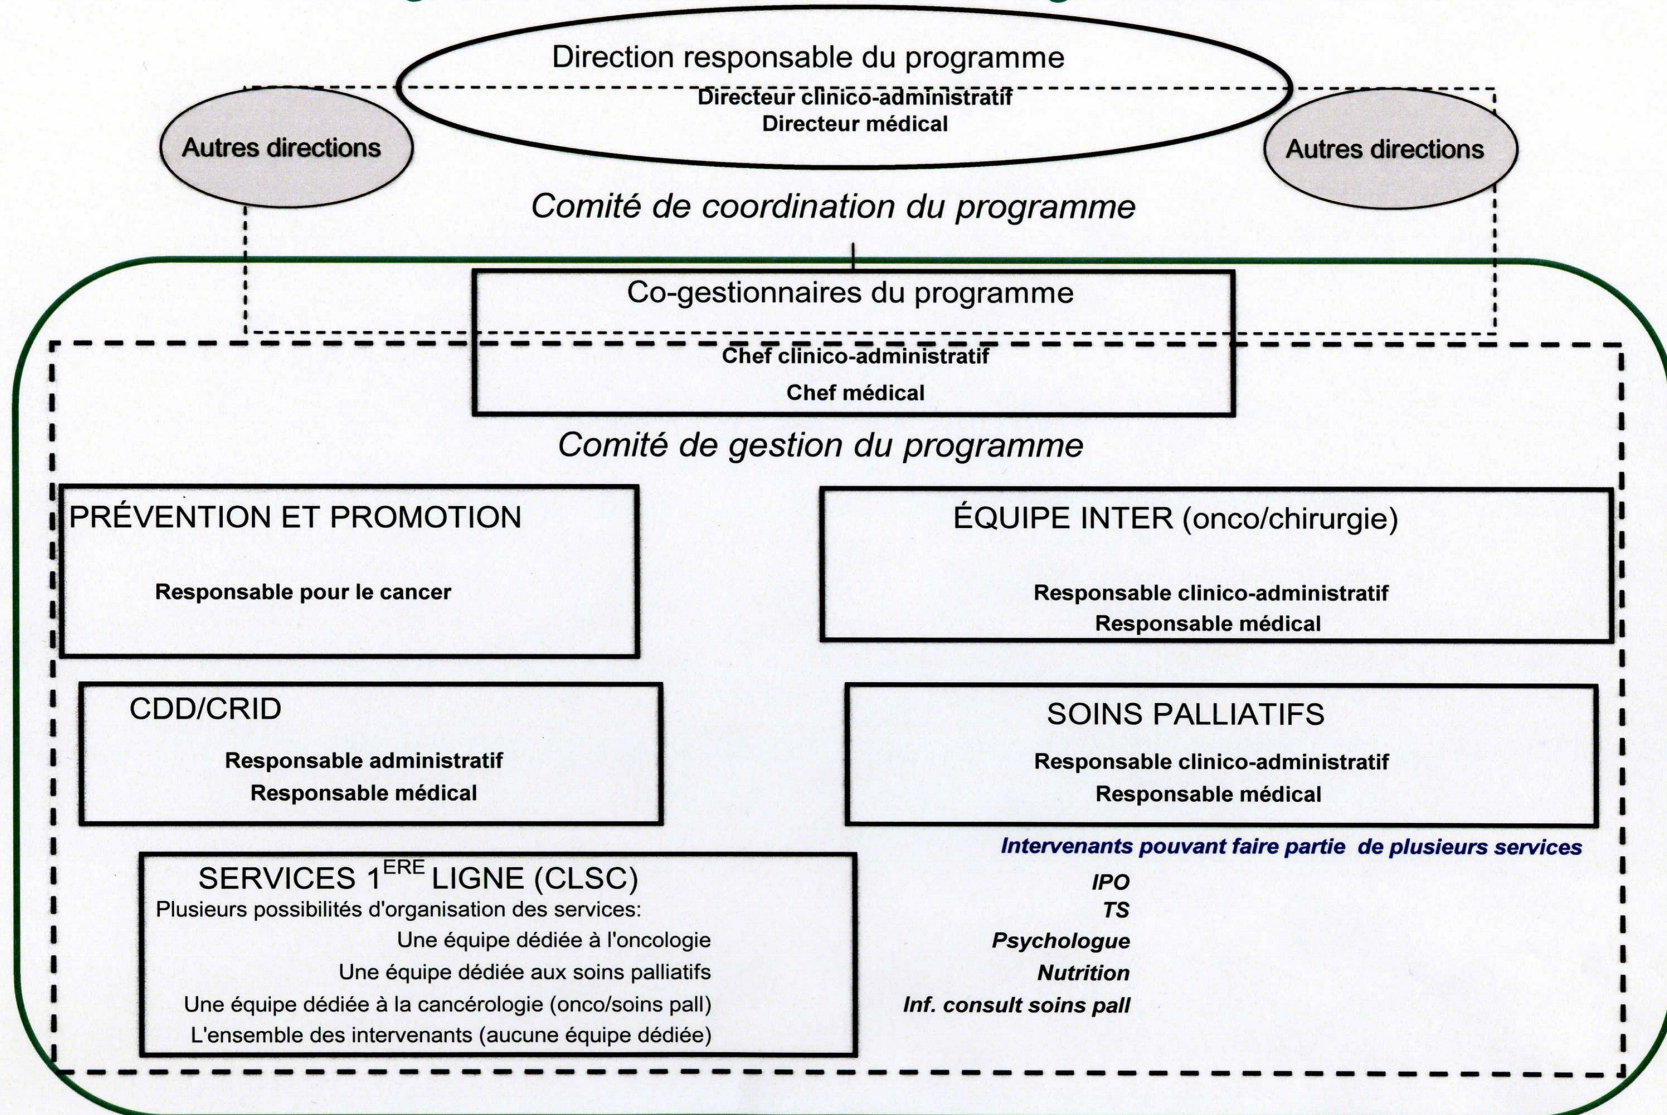 Direction responsable du programme
Directeur clinico-administratif
Directeur médical
Autres directions
Autres directions
Comité de coordination du programme
Co-gestionnaires du programme
Chef clinico-administratif
Chef médical
Comité de gestion du programme
PRÉVENTION ET PROMOTION
Responsable pour le cancer
ÉQUIPE INTER (onco/chirurgie)
Responsable clinico-administratif
Responsable médical
CDD/CRID
Responsable administratif
Responsable médical
SOINS PALLIATIFS
Responsable clinico-administratif
Responsable médical
SERVICES 1ERE LIGNE (CLSC)
Plusieurs possibilités d'organisation des services:
Une équipe dédiée à l'oncologie
Une équipe dédiée aux soins palliatifs
Une équipe dédiée à la cancérologie (onco/soins pall)
L'ensemble des intervenants (aucune équipe dédiée)
Intervenants pouvant faire partie de plusieurs services
IPO
TS
Psychologue
Nutrition
Inf. consult soins pall